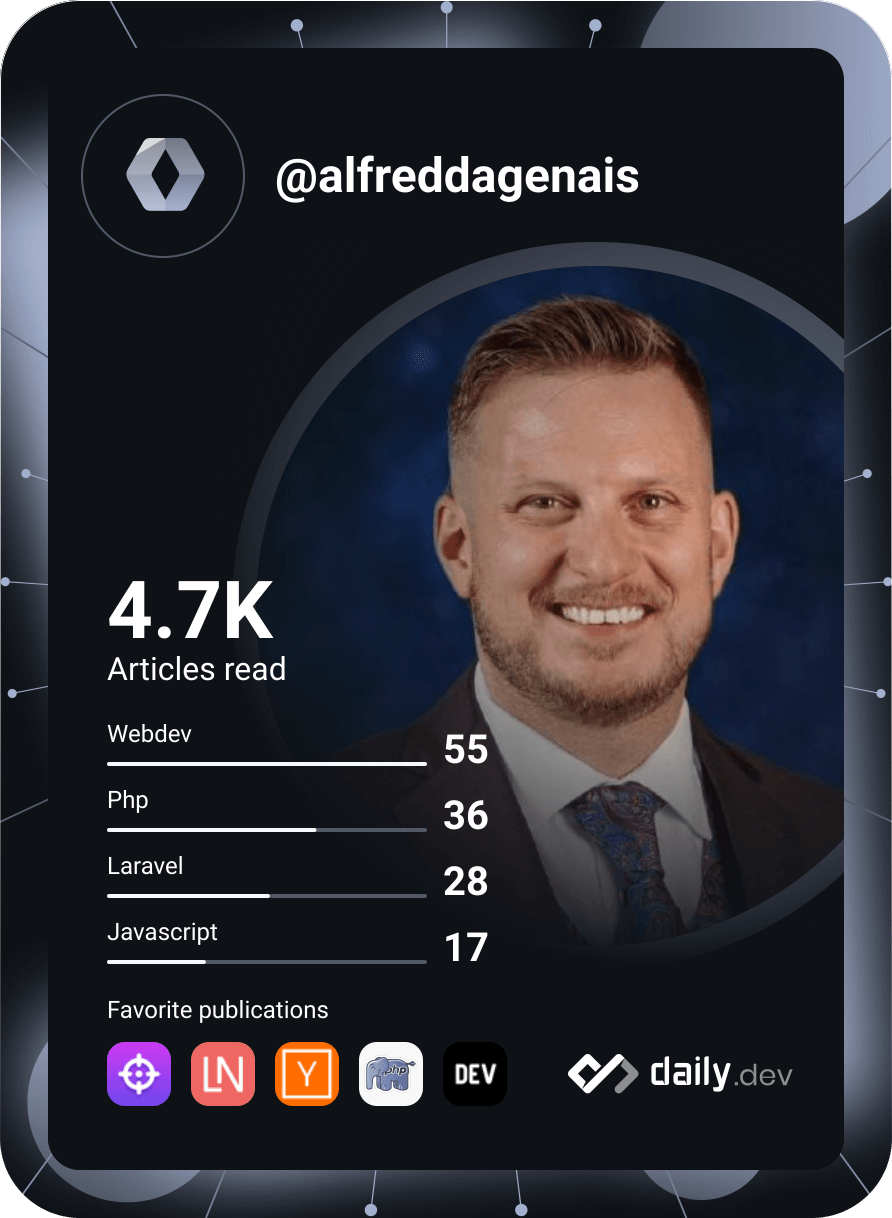 @alfreddagenais
4.7K
Articles read
Webdev
55
Php
36
Laravel
28
Javascript
17
Favorite publications
LN
Y
php
DEV
daily.dev